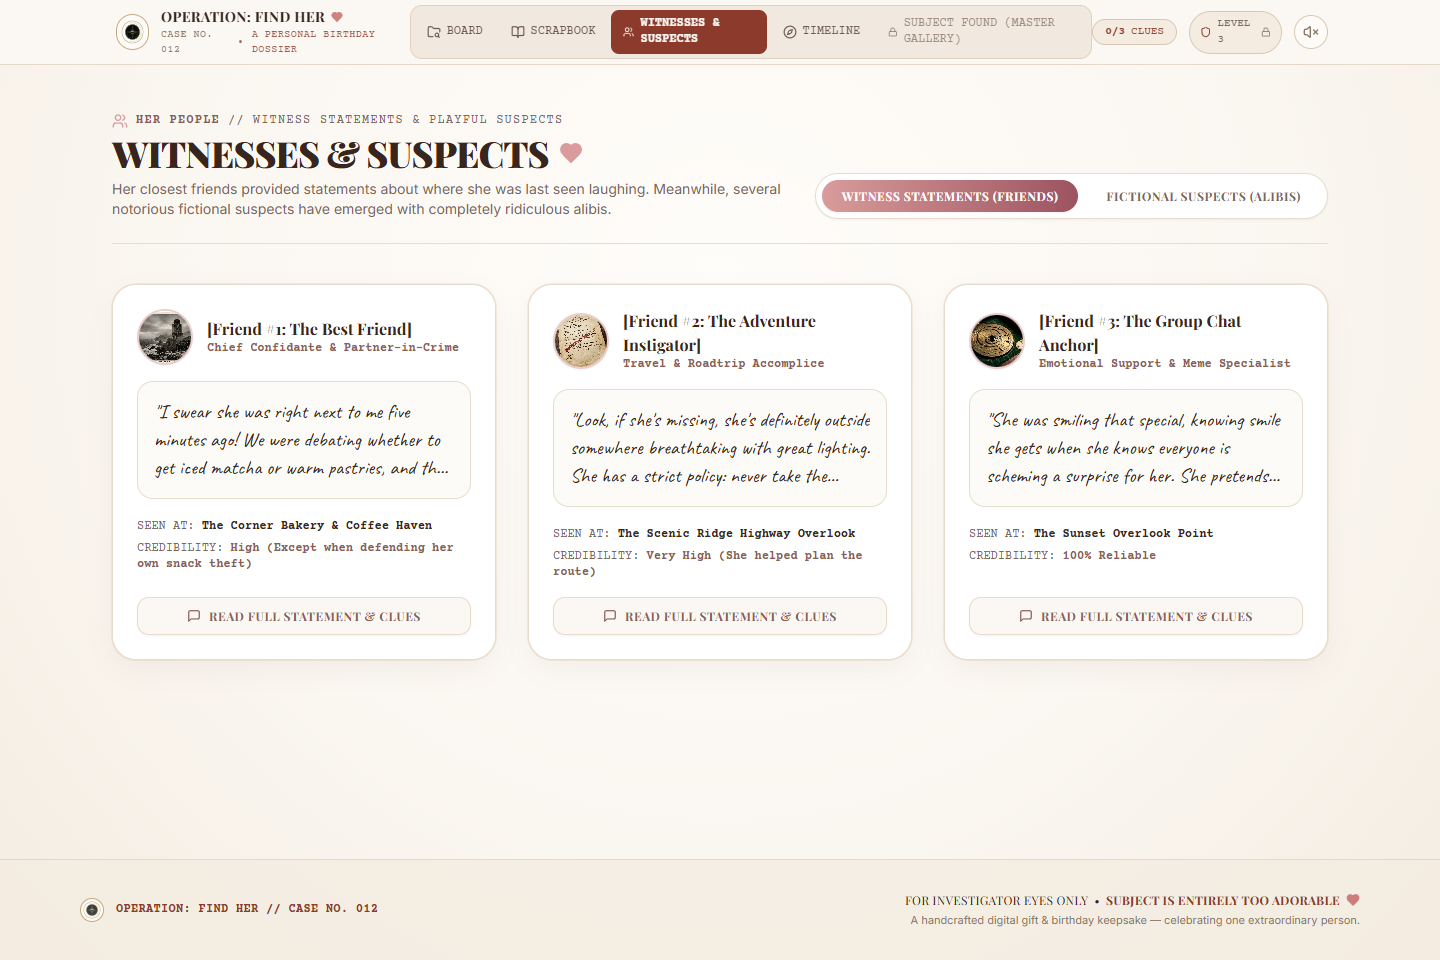 OPERATION: FIND HER
CASE NO. 012 • A PERSONAL BIRTHDAY DOSSIER
BOARD
SCRAPBOOK
WITNESSES & SUSPECTS
TIMELINE
SUBJECT FOUND (MASTER GALLERY)
0/3 CLUES
LEVEL 3
HER PEOPLE // WITNESS STATEMENTS & PLAYFUL SUSPECTS
WITNESSES & SUSPECTS
Her closest friends provided statements about where she was last seen laughing. Meanwhile, several
notorious fictional suspects have emerged with completely ridiculous alibis.
WITNESS STATEMENTS (FRIENDS)
FICTIONAL SUSPECTS (ALIBIS)
[Friend #1: The Best Friend]
Chief Confidante & Partner-in-Crime
"I swear she was right next to me five
minutes ago! We were debating whether to
get iced matcha or warm pastries, and th...
SEEN AT: The Corner Bakery & Coffee Haven
CREDIBILITY: High (Except when defending her
own snack theft)
READ FULL STATEMENT & CLUES
[Friend #2: The Adventure
Instigator]
Travel & Roadtrip Accomplice
"Look, if she's missing, she's definitely outside
somewhere breathtaking with great lighting.
She has a strict policy: never take the...
SEEN AT: The Scenic Ridge Highway Overlook
CREDIBILITY: Very High (She helped plan the
route)
READ FULL STATEMENT & CLUES
[Friend #3: The Group Chat
Anchor]
Emotional Support & Meme Specialist
"She was smiling that special, knowing smile
she gets when she knows everyone is
scheming a surprise for her. She pretends...
SEEN AT: The Sunset Overlook Point
CREDIBILITY: 100% Reliable
READ FULL STATEMENT & CLUES
OPERATION: FIND HER // CASE NO. 012
FOR INVESTIGATOR EYES ONLY • SUBJECT IS ENTIRELY TOO ADORABLE
A handcrafted digital gift & birthday keepsake — celebrating one extraordinary person.